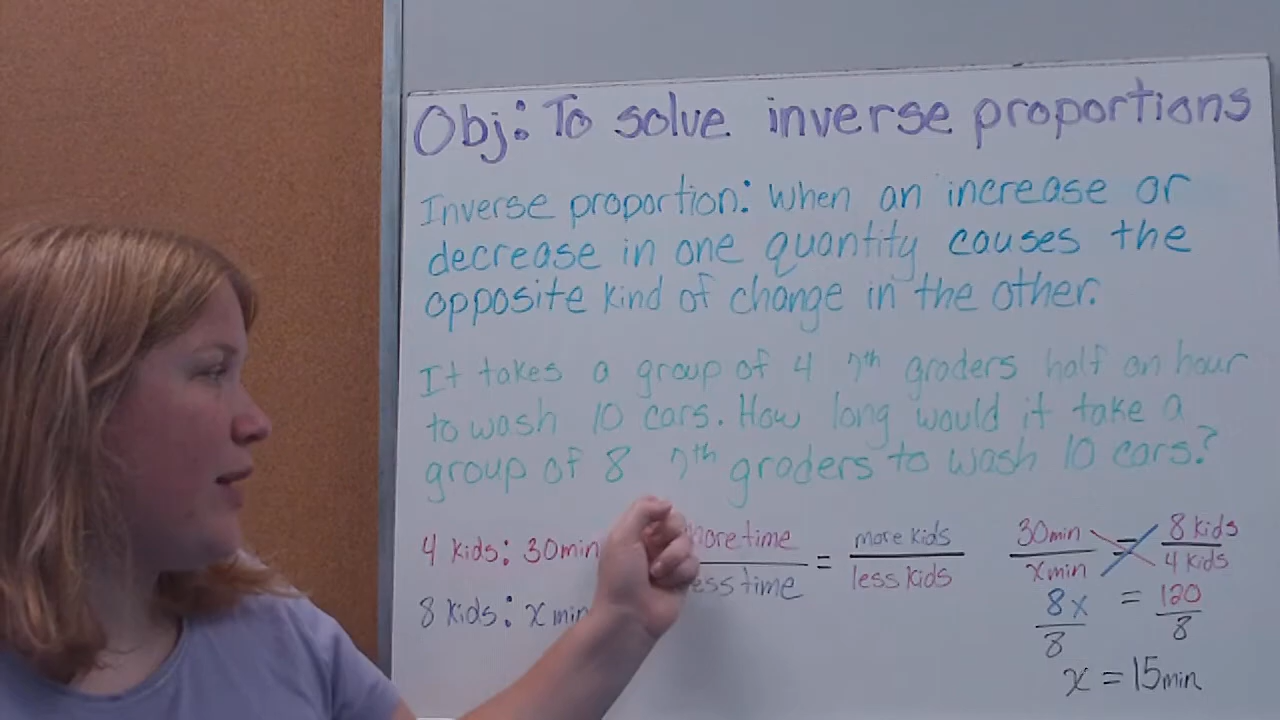 Obj: To solve inverse proportions
Inverse proportion: When an increase or
decrease in one quantity causes the
opposite kind of change in the other.
It takes a group of 4 7th graders half an hour
to wash 10 cars. How long would it take a
group of 8 7th graders to wash 10 cars?
4 kids: 30min
8 kids: x min
more time / less time = more kids / less kids
30min / x min = 8 kids / 4 kids
8x / 8 = 120 / 8
x = 15min